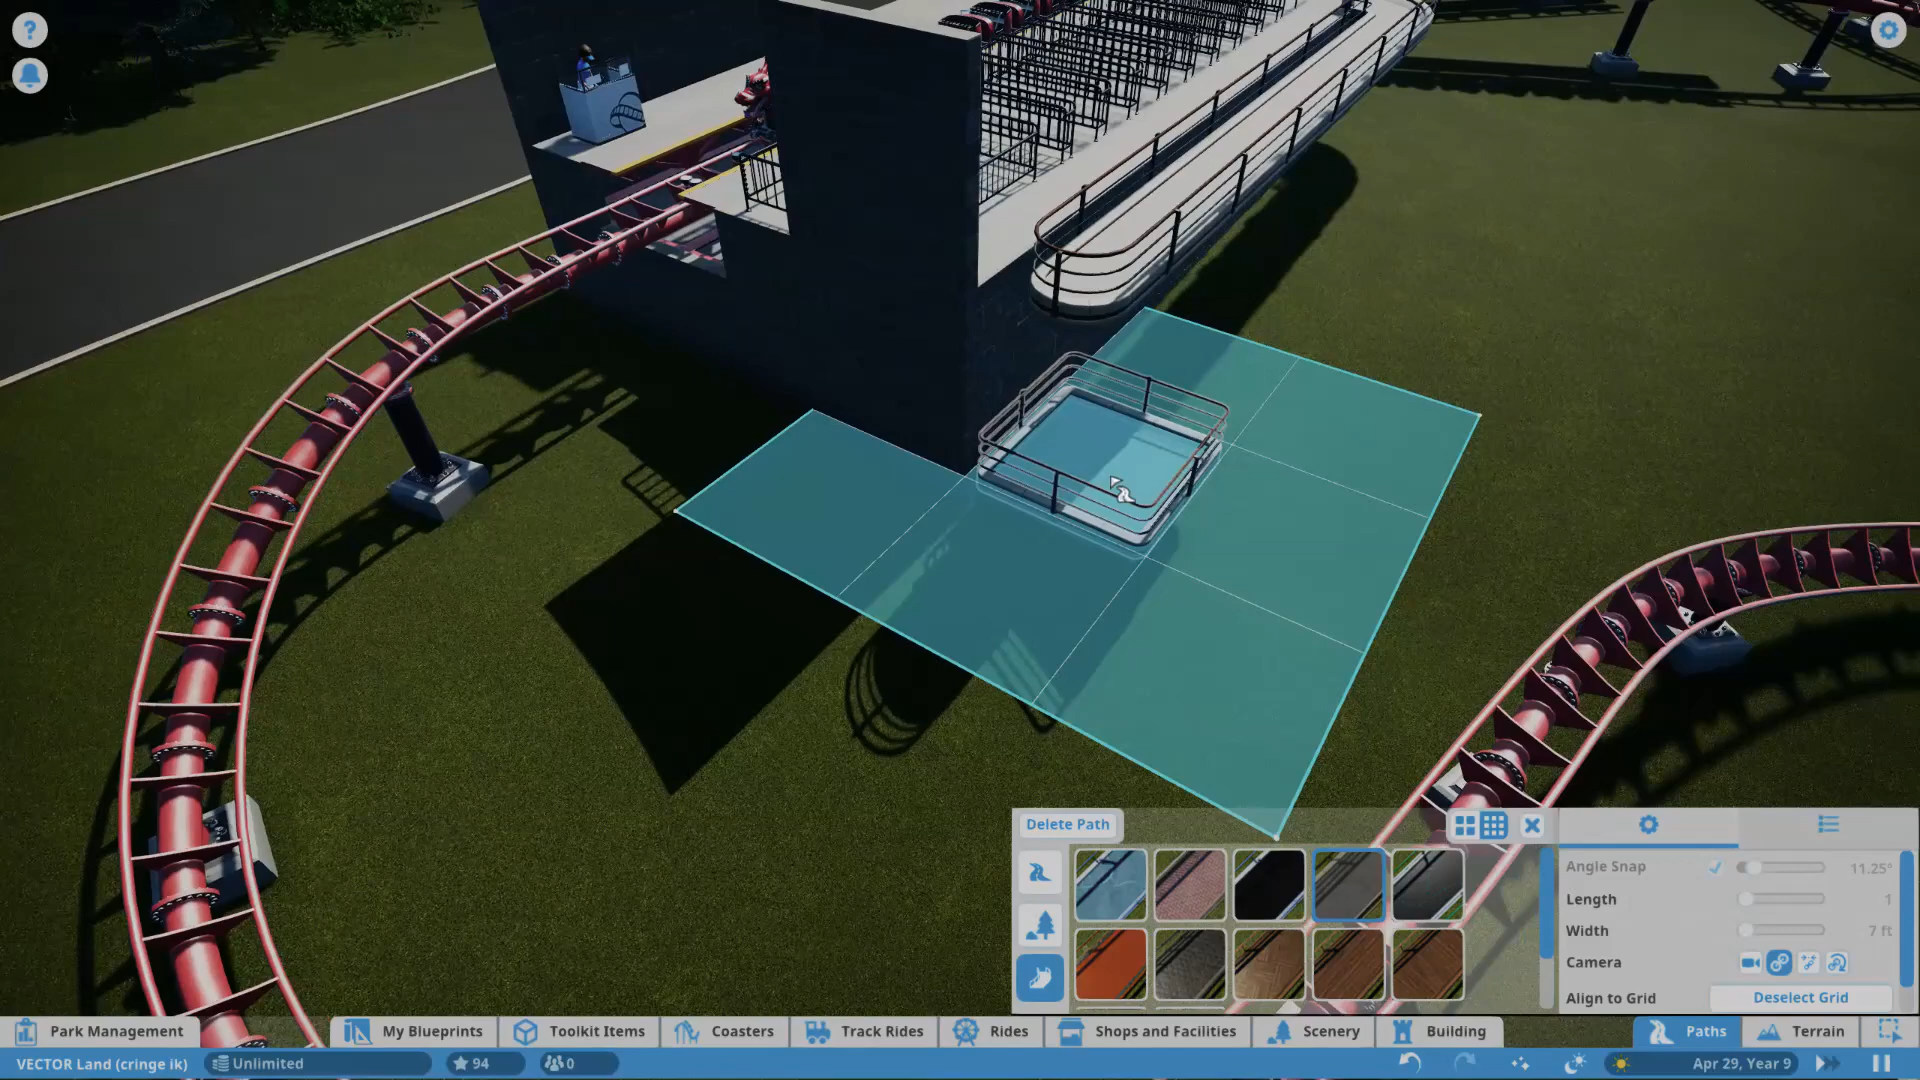 ?
Delete Path
Angle Snap 11.25°
Length 1
Width 7 ft
Camera
Align to Grid Deselect Grid
Park Management My Blueprints Toolkit Items Coasters Track Rides Rides Shops and Facilities Scenery Building Paths Terrain
VECTOR Land (cringe ik) Unlimited 94 0 Apr 29, Year 9